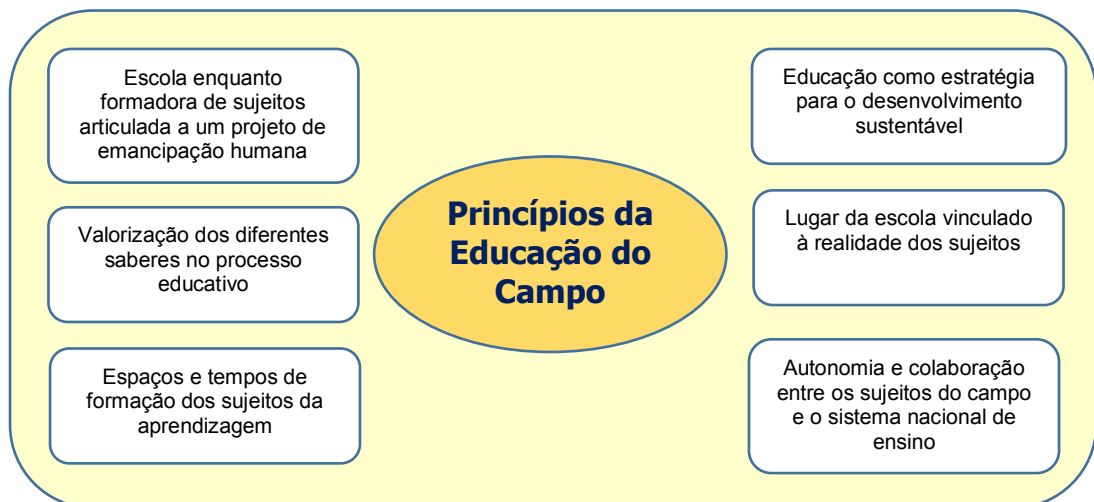 Escola enquanto
formadora de sujeitos
articulada a um projeto de
emancipação humana
Valorização dos diferentes
saberes no processo
educativo
Espaços e tempos de
formação dos sujeitos da
aprendizagem
Princípios da
Educação do
Campo
Educação como estratégia
para o desenvolvimento
sustentável
Lugar da escola vinculado
à realidade dos sujeitos
Autonomia e colaboração
entre os sujeitos do campo
e o sistema nacional de
ensino